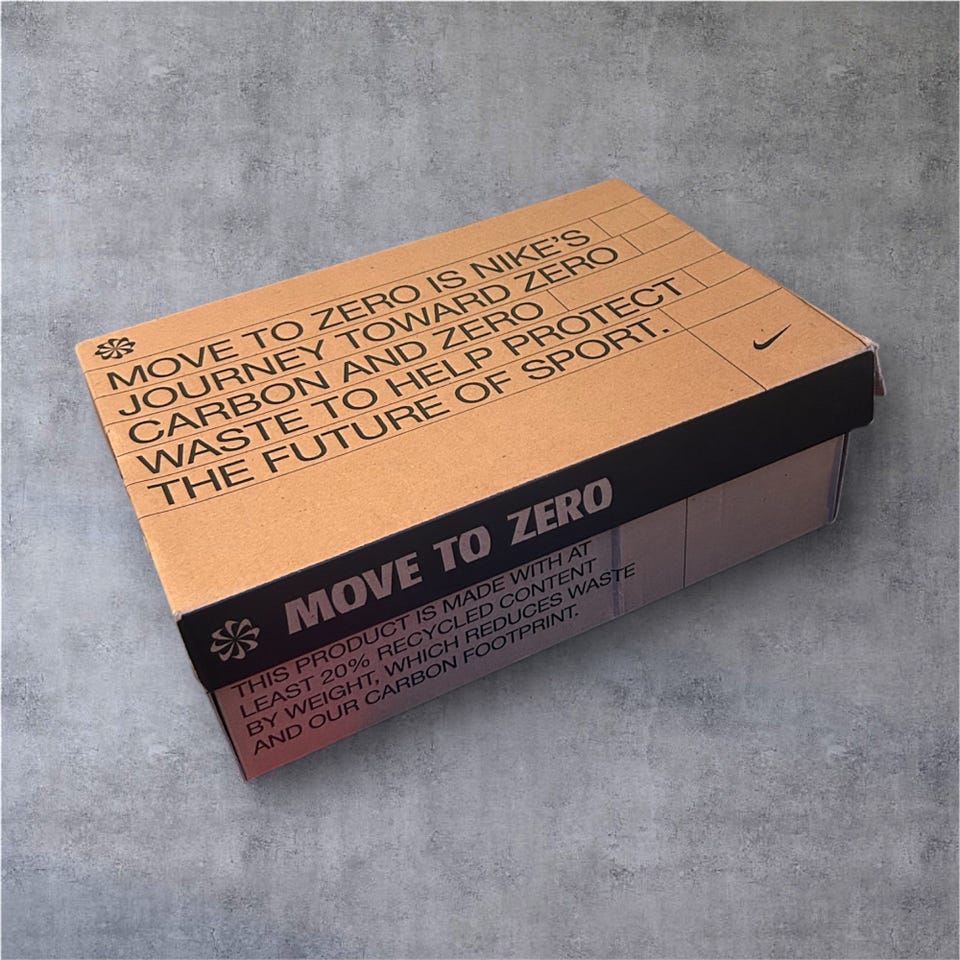 MOVE TO ZERO IS NIKE'S
JOURNEY TOWARD ZERO
CARBON AND ZERO
WASTE TO HELP PROTECT
THE FUTURE OF SPORT.
MOVE TO ZERO
THIS PRODUCT IS MADE WITH AT
LEAST 20% RECYCLED CONTENT
BY WEIGHT, WHICH REDUCES WASTE
AND OUR CARBON FOOTPRINT.